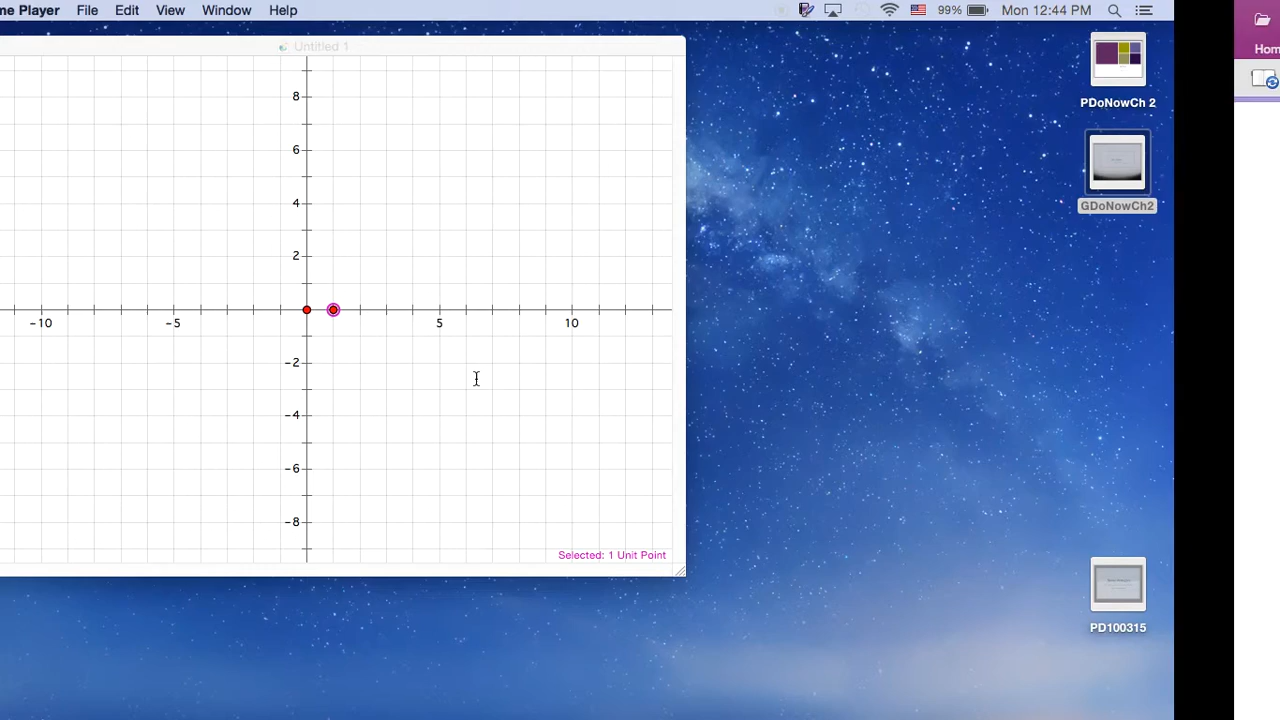 me Player File Edit View Window Help 99% Mon 12:44 PM
Hom
Untitled 1
PDoNowCh 2
GDoNowCh2
PD100315
8
6
4
2
-10 -5 5 10
-2
-4
-6
-8
Selected: 1 Unit Point